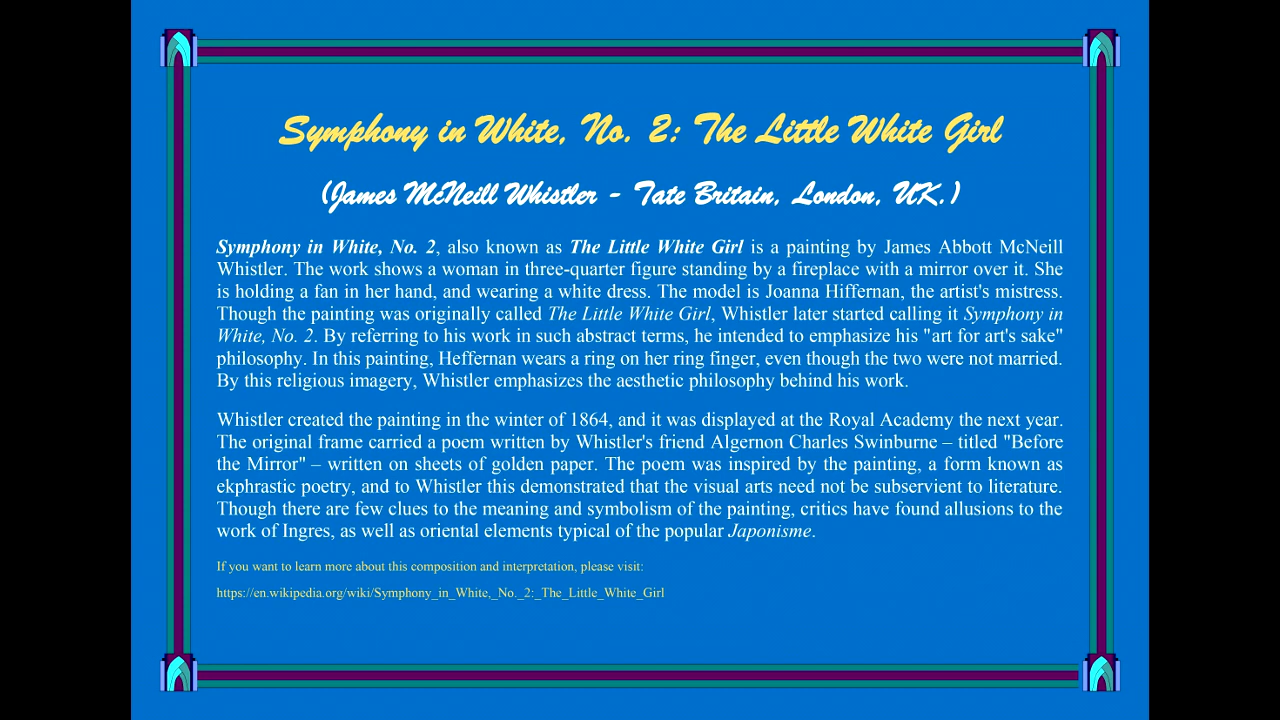 Symphony in White, No. 2: The Little White Girl
(James McNeill Whistler - Tate Britain, London, UK.)
Symphony in White, No. 2, also known as The Little White Girl is a painting by James Abbott McNeill
Whistler. The work shows a woman in three-quarter figure standing by a fireplace with a mirror over it. She
is holding a fan in her hand, and wearing a white dress. The model is Joanna Hiffernan, the artist's mistress.
Though the painting was originally called The Little White Girl, Whistler later started calling it Symphony in
White, No. 2. By referring to his work in such abstract terms, he intended to emphasize his "art for art's sake"
philosophy. In this painting, Heffernan wears a ring on her ring finger, even though the two were not married.
By this religious imagery, Whistler emphasizes the aesthetic philosophy behind his work.
Whistler created the painting in the winter of 1864, and it was displayed at the Royal Academy the next year.
The original frame carried a poem written by Whistler's friend Algernon Charles Swinburne – titled "Before
the Mirror" – written on sheets of golden paper. The poem was inspired by the painting, a form known as
ekphrastic poetry, and to Whistler this demonstrated that the visual arts need not be subservient to literature.
Though there are few clues to the meaning and symbolism of the painting, critics have found allusions to the
work of Ingres, as well as oriental elements typical of the popular Japonisme.
If you want to learn more about this composition and interpretation, please visit:
https://en.wikipedia.org/wiki/Symphony_in_White,_No._2:_The_Little_White_Girl